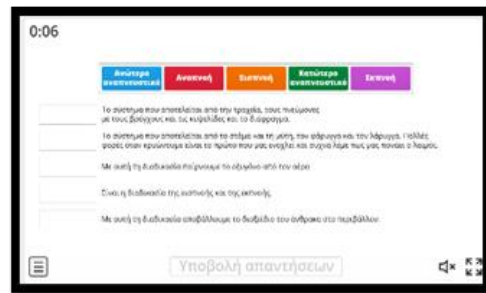 0:06
Ανώτερο αναπνευστικό
Αναπνοή
Εισπνοή
Κατώτερο αναπνευστικό
Εκπνοή
Το σύστημα που αποτελείται από την τραχεία, τους πνεύμονες
με τους βρόγχους και τις κυψελίδες και το διάφραγμα.
Το σύστημα που αποτελείται από το στόμα και τη μύτη, τον φάρυγγα και τον λάρυγγα. Πολλές
φορές όταν κρυώνουμε είναι το πρώτο που μας ενοχλεί και συχνά λέμε πως μας πονάει ο λαιμός.
Με αυτή τη διαδικασία παίρνουμε το οξυγόνο από τον αέρα
Είναι η διαδικασία της εισπνοής και της εκπνοής.
Με αυτή τη διαδικασία αποβάλλουμε το διοξείδιο του άνθρακα στο περιβάλλον.
Υποβολή απαντήσεων